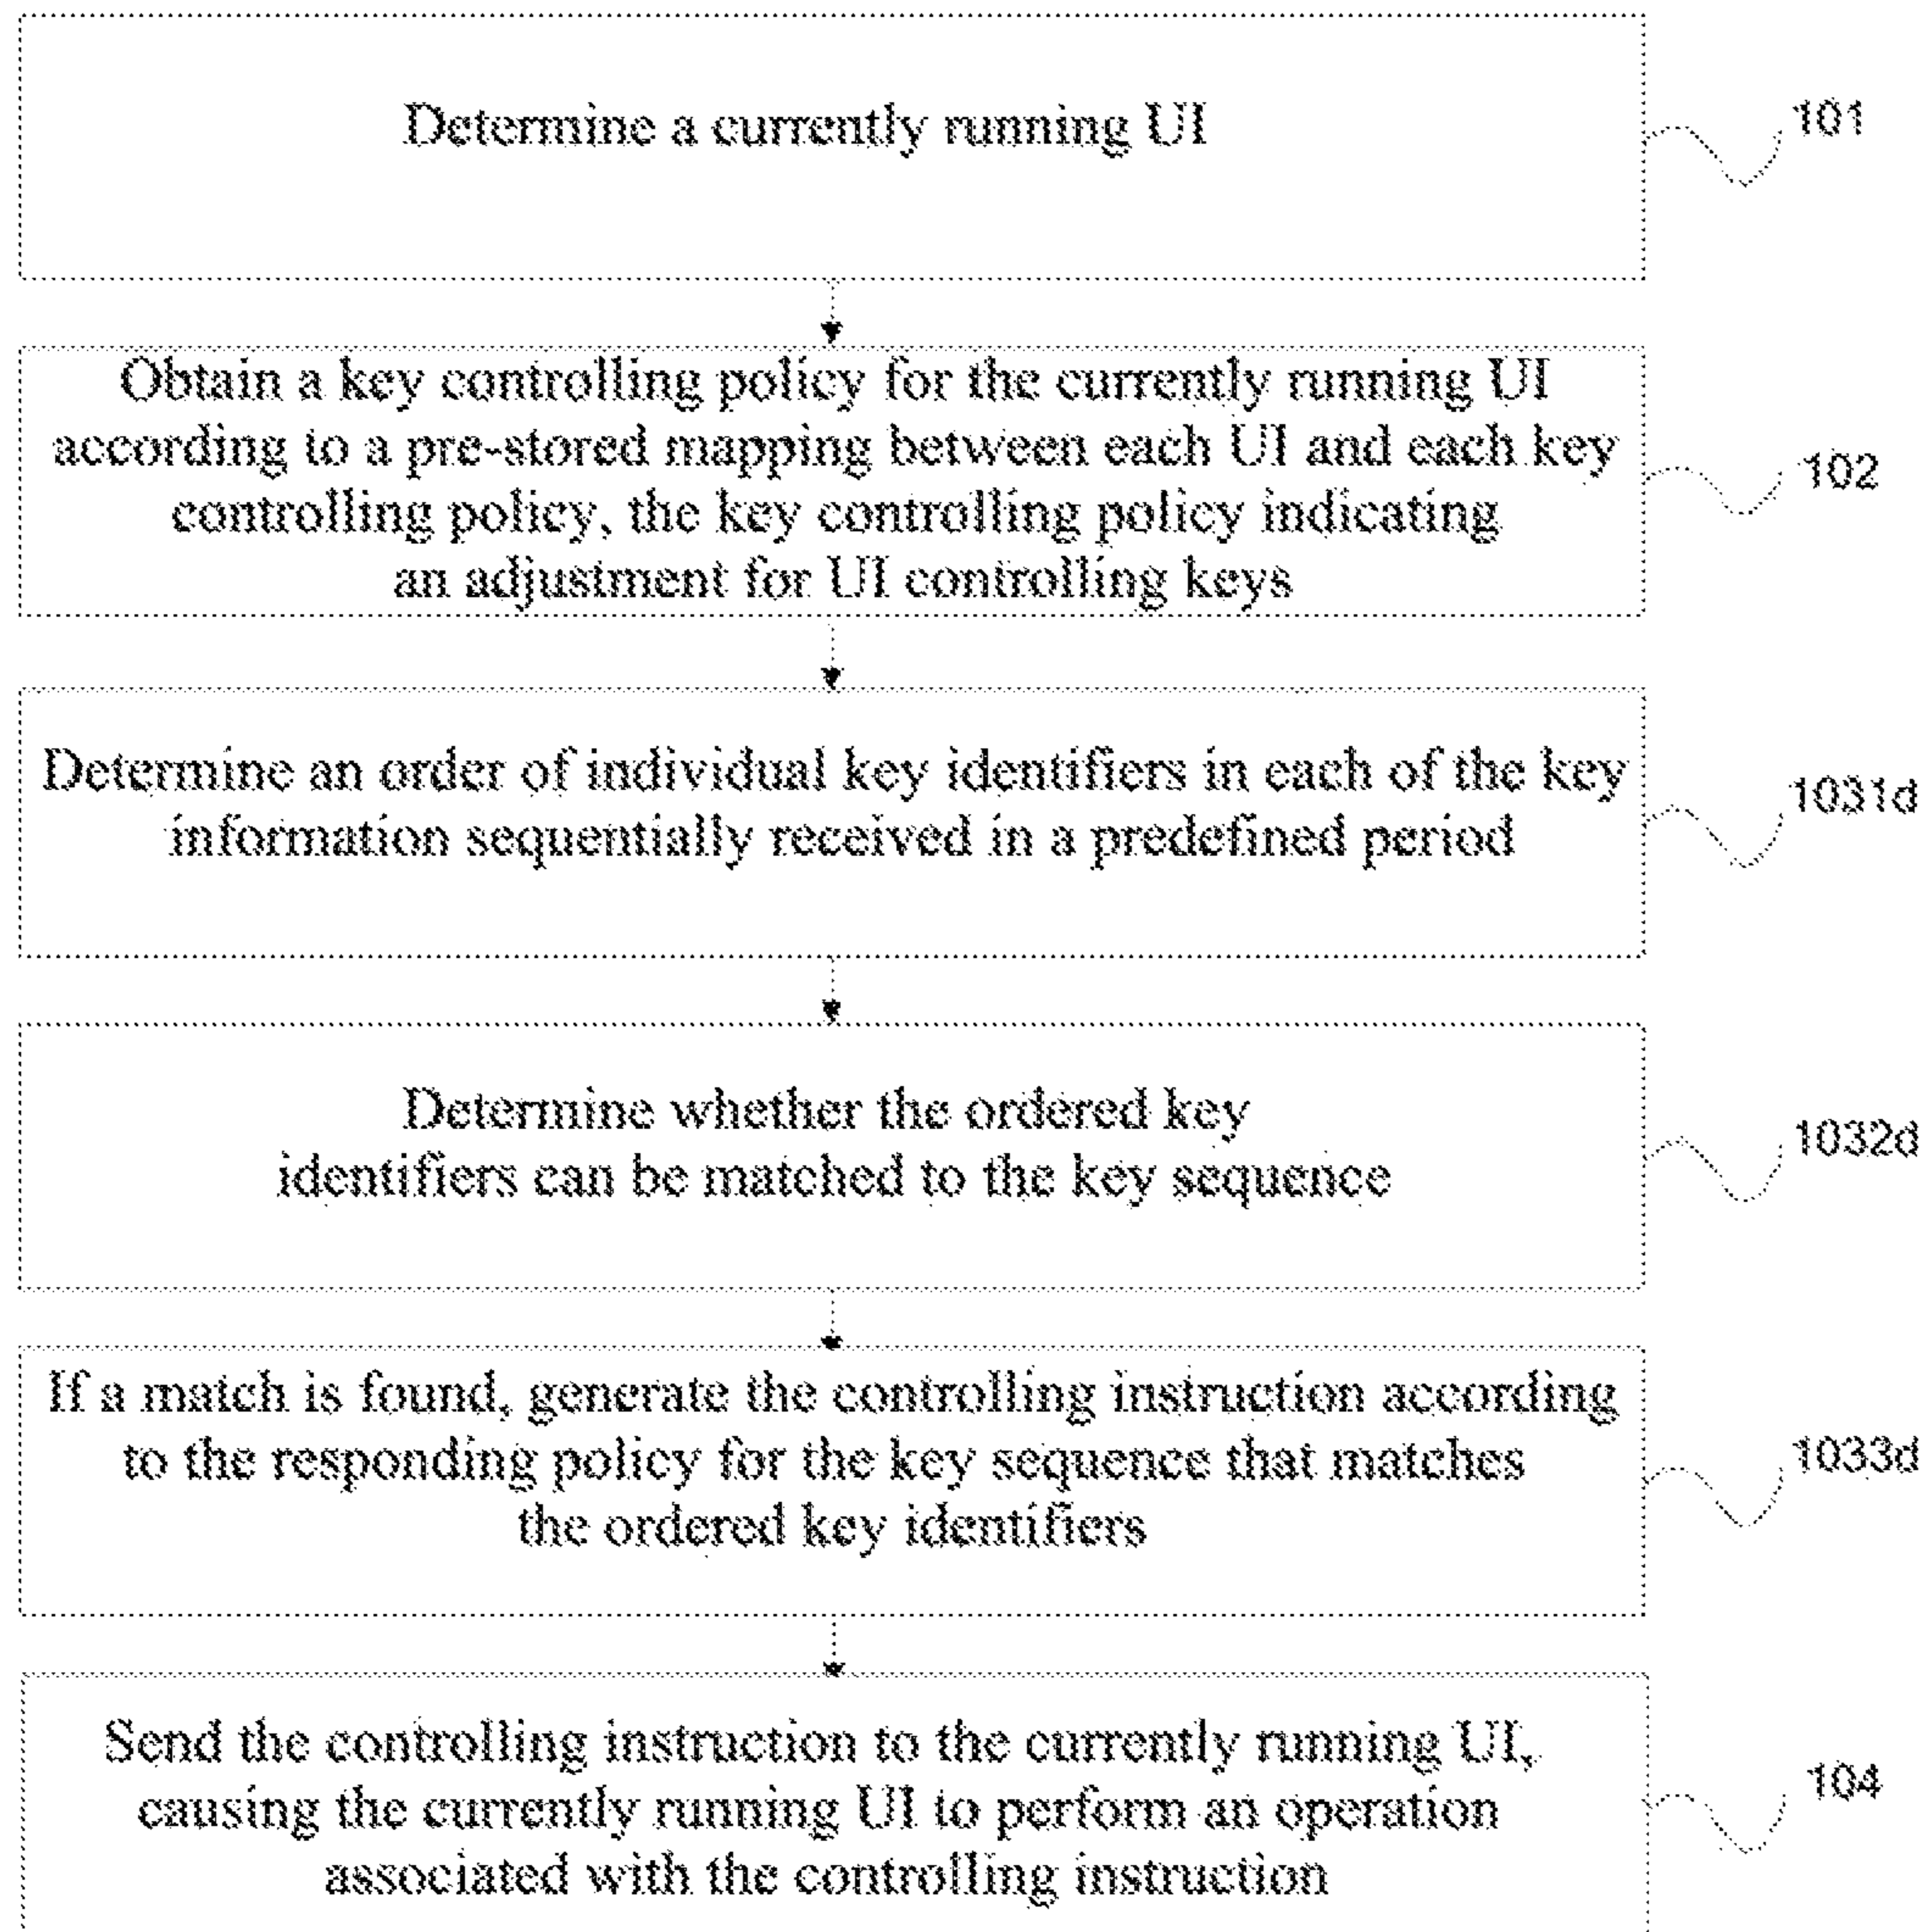 Determine a currently running UI
101
Obtain a key controlling policy for the currently running UI
according to a pre-stored mapping between each UI and each key
controlling policy, the key controlling policy indicating
an adjustment for UI controlling keys
102
Determine an order of individual key identifiers in each of the key
information sequentially received in a predefined period
1031d
Determine whether the ordered key
identifiers can be matched to the key sequence
1032d
If a match is found, generate the controlling instruction according
to the responding policy for the key sequence that matches
the ordered key identifiers
1033d
Send the controlling instruction to the currently running UI,
causing the currently running UI to perform an operation
associated with the controlling instruction
104